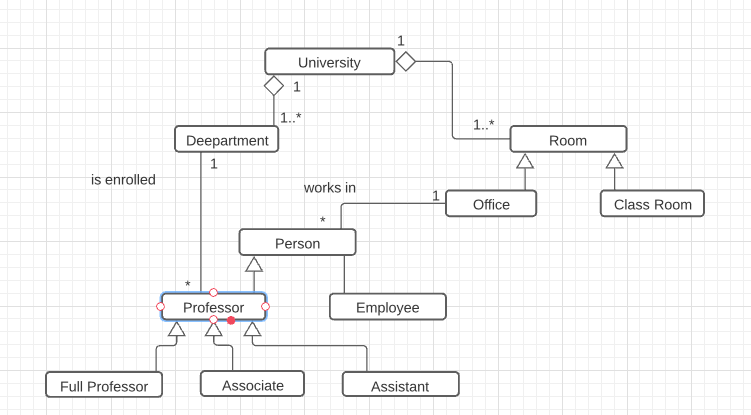 1
University
1
1..*
1..*
Deepartment
Room
1
is enrolled
works in
1
Office
Class Room
*
Person
*
Professor
Employee
Full Professor
Associate
Assistant